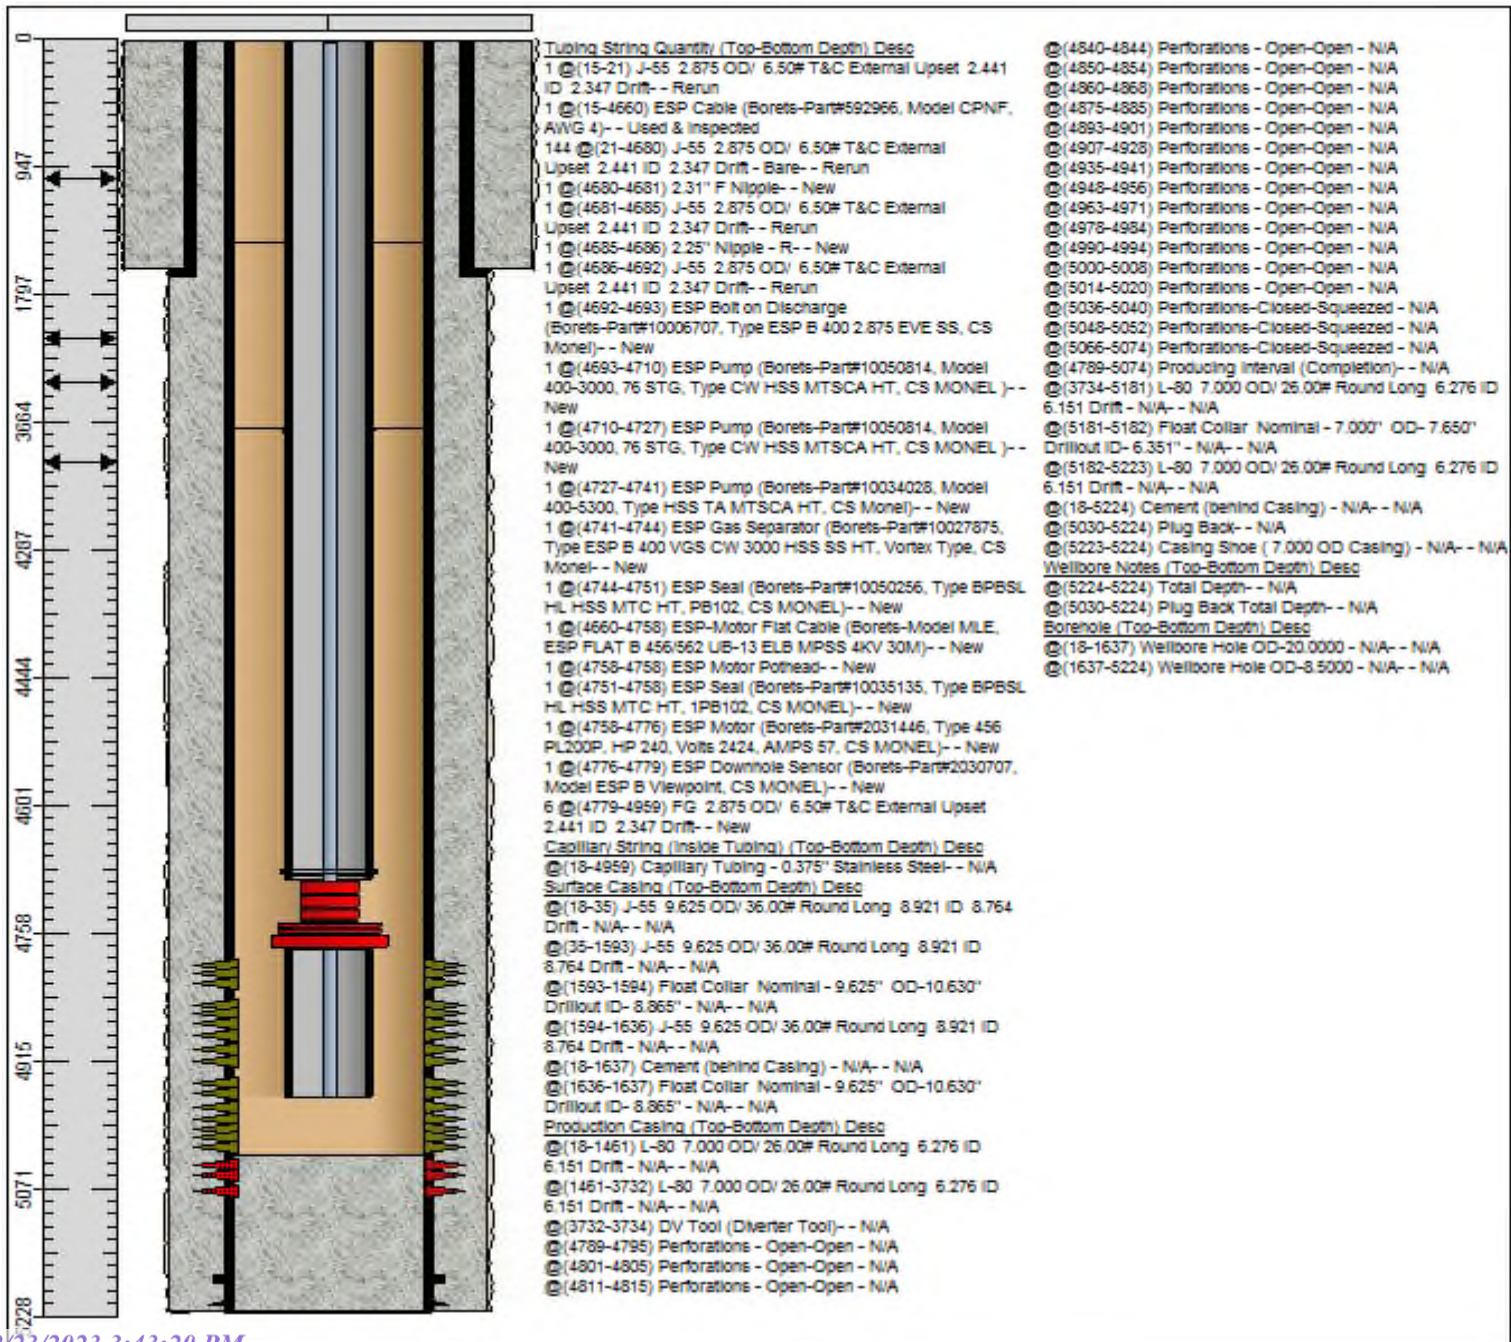 0
947
1797
3664
4287
4444
4601
4758
4915
5071
5228
Tubing String Quantity (Top-Bottom Depth) Desc
1 @(15-21) J-55 2.875 OD/ 6.50# T&C External Upset 2.441
ID 2.347 Drift- - Rerun
1 @(15-4660) ESP Cable (Borets-Part#592966, Model CPNF,
AWG 4)- - Used & Inspected
144 @(21-4680) J-55 2.875 OD/ 6.50# T&C External
Upset 2.441 ID 2.347 Drift - Bare- - Rerun
1 @(4680-4681) 2.31" F Nipple- - New
1 @(4681-4685) J-55 2.875 OD/ 6.50# T&C External
Upset 2.441 ID 2.347 Drift- - Rerun
1 @(4685-4686) 2.25" Nipple - R- - New
1 @(4686-4692) J-55 2.875 OD/ 6.50# T&C External
Upset 2.441 ID 2.347 Drift- - Rerun
1 @(4692-4693) ESP Bolt on Discharge
(Borets-Part#10006707, Type ESP B 400 2.875 EVE SS, CS
Monel)- - New
1 @(4693-4710) ESP Pump (Borets-Part#10050814, Model
400-3000, 76 STG, Type CW HSS MTSCA HT, CS MONEL )- -
New
1 @(4710-4727) ESP Pump (Borets-Part#10050814, Model
400-3000, 76 STG, Type CW HSS MTSCA HT, CS MONEL )- -
New
1 @(4727-4741) ESP Pump (Borets-Part#10034028, Model
400-5300, Type HSS TA MTSCA HT, CS Monel)- - New
1 @(4741-4744) ESP Gas Separator (Borets-Part#10027875,
Type ESP B 400 VGS CW 3000 HSS SS HT, Vortex Type, CS
Monel- - New
1 @(4744-4751) ESP Seal (Borets-Part#10050256, Type BPBSL
HL HSS MTC HT, PB102, CS MONEL)- - New
1 @(4660-4758) ESP-Motor Flat Cable (Borets-Model MLE,
ESP FLAT B 456/562 UB-13 ELB MPSS 4KV 30M)- - New
1 @(4758-4758) ESP Motor Pothead- - New
1 @(4751-4758) ESP Seal (Borets-Part#10035135, Type BPBSL
HL HSS MTC HT, 1PB102, CS MONEL)- - New
1 @(4758-4776) ESP Motor (Borets-Part#2031446, Type 456
PL200P, HP 240, Volts 2424, AMPS 57, CS MONEL)- - New
1 @(4776-4779) ESP Downhole Sensor (Borets-Part#2030707,
Model ESP B Viewpoint, CS MONEL)- - New
6 @(4779-4959) FG 2.875 OD/ 6.50# T&C External Upset
2.441 ID 2.347 Drift- - New
Capillary String (Inside Tubing) (Top-Bottom Depth) Desc
@(18-4959) Capillary Tubing - 0.375" Stainless Steel- - N/A
Surface Casing (Top-Bottom Depth) Desc
@(18-35) J-55 9.625 OD/ 36.00# Round Long 8.921 ID 8.764
Drift - N/A- - N/A
@(35-1593) J-55 9.625 OD/ 36.00# Round Long 8.921 ID
8.764 Drift - N/A- - N/A
@(1593-1594) Float Collar Nominal - 9.625" OD-10.630"
Drillout ID- 8.865" - N/A- - N/A
@(1594-1636) J-55 9.625 OD/ 36.00# Round Long 8.921 ID
8.764 Drift - N/A- - N/A
@(18-1637) Cement (behind Casing) - N/A- - N/A
@(1636-1637) Float Collar Nominal - 9.625" OD-10.630"
Drillout ID- 8.865" - N/A- - N/A
Production Casing (Top-Bottom Depth) Desc
@(18-1461) L-80 7.000 OD/ 26.00# Round Long 6.276 ID
6.151 Drift - N/A- - N/A
@(1461-3732) L-80 7.000 OD/ 26.00# Round Long 6.276 ID
6.151 Drift - N/A- - N/A
@(3732-3734) DV Tool (Diverter Tool)- - N/A
@(4789-4795) Perforations - Open-Open - N/A
@(4801-4805) Perforations - Open-Open - N/A
@(4811-4815) Perforations - Open-Open - N/A
@(4840-4844) Perforations - Open-Open - N/A
@(4850-4854) Perforations - Open-Open - N/A
@(4860-4868) Perforations - Open-Open - N/A
@(4875-4885) Perforations - Open-Open - N/A
@(4893-4901) Perforations - Open-Open - N/A
@(4907-4928) Perforations - Open-Open - N/A
@(4935-4941) Perforations - Open-Open - N/A
@(4948-4956) Perforations - Open-Open - N/A
@(4963-4971) Perforations - Open-Open - N/A
@(4978-4984) Perforations - Open-Open - N/A
@(4990-4994) Perforations - Open-Open - N/A
@(5000-5008) Perforations - Open-Open - N/A
@(5014-5020) Perforations - Open-Open - N/A
@(5036-5040) Perforations-Closed-Squeezed - N/A
@(5048-5052) Perforations-Closed-Squeezed - N/A
@(5066-5074) Perforations-Closed-Squeezed - N/A
@(4789-5074) Producing Interval (Completion)- - N/A
@(3734-5181) L-80 7.000 OD/ 26.00# Round Long 6.276 ID
6.151 Drift - N/A- - N/A
@(5181-5182) Float Collar Nominal - 7.000" OD- 7.650"
Drillout ID- 6.351" - N/A- - N/A
@(5182-5223) L-80 7.000 OD/ 26.00# Round Long 6.276 ID
6.151 Drift - N/A- - N/A
@(18-5224) Cement (behind Casing) - N/A- - N/A
@(5030-5224) Plug Back- - N/A
@(5223-5224) Casing Shoe ( 7.000 OD Casing) - N/A- - N/A
Wellbore Notes (Top-Bottom Depth) Desc
@(5224-5224) Total Depth- - N/A
@(5030-5224) Plug Back Total Depth- - N/A
Borehole (Top-Bottom Depth) Desc
@(18-1637) Wellbore Hole OD-20.0000 - N/A- - N/A
@(1637-5224) Wellbore Hole OD-8.5000 - N/A- - N/A